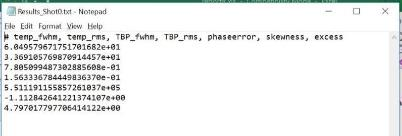 Results_Shot0.txt - Notepad
File Edit Format View Help
# temp_fwhm, temp_rms, TBP_fwhm, TBP_rms, phaseerror, skewness, excess
6.049579671751701682e+01
3.369105769870914457e+01
7.805099487302885608e-01
1.563336784449836370e-01
5.511191155857261037e+05
-1.112842641221374107e+00
4.797017797706414122e+00